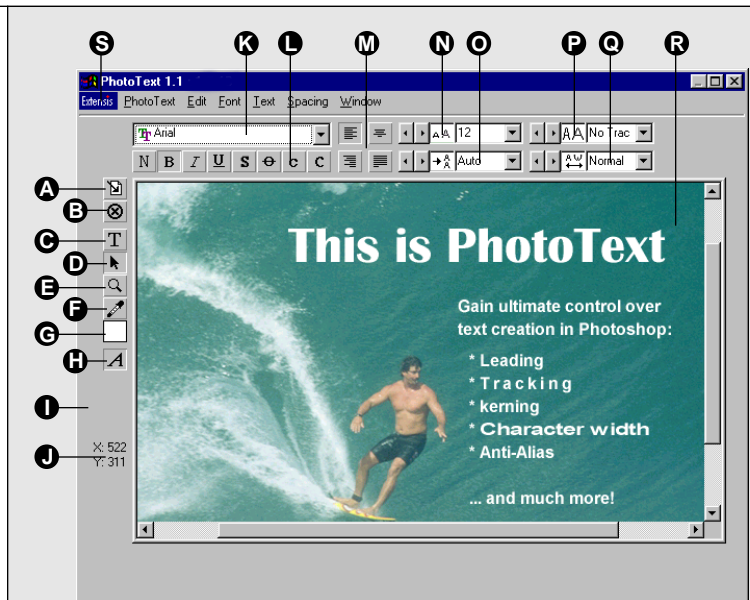 S K L M N O P Q R
PhotoText 1.1
Extensis PhotoText Edit Font Text Spacing Window
Arial 12 No Trac
N B I U S O c C Auto Normal
A
B
C T
D
E
F
G
H A
I
J X: 522
Y: 311
This is PhotoText
Gain ultimate control over
text creation in Photoshop:
* Leading
* Tracking
* kerning
* Character width
* Anti-Alias
... and much more!